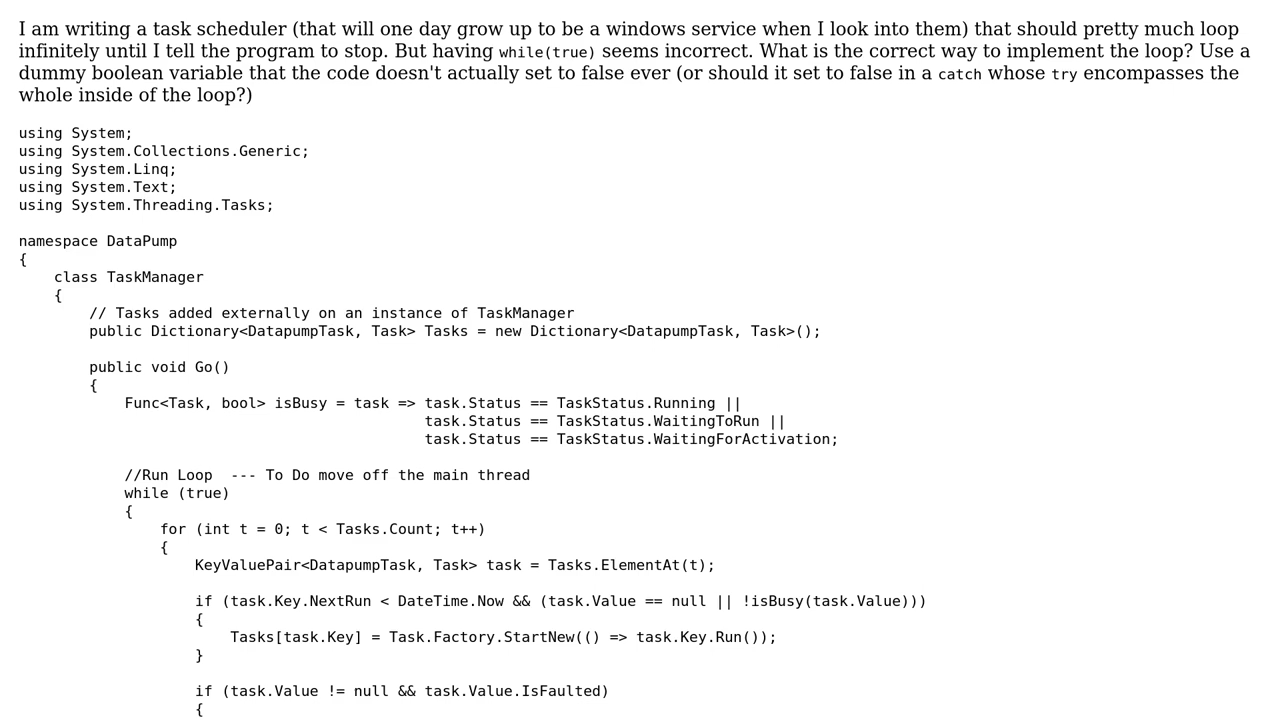 I am writing a task scheduler (that will one day grow up to be a windows service when I look into them) that should pretty much loop
infinitely until I tell the program to stop. But having while(true) seems incorrect. What is the correct way to implement the loop? Use a
dummy boolean variable that the code doesn't actually set to false ever (or should it set to false in a catch whose try encompasses the
whole inside of the loop?)
using System;
using System.Collections.Generic;
using System.Linq;
using System.Text;
using System.Threading.Tasks;
namespace DataPump
{
    class TaskManager
    {
        // Tasks added externally on an instance of TaskManager
        public Dictionary<DatapumpTask, Task> Tasks = new Dictionary<DatapumpTask, Task>();
        public void Go()
        {
            Func<Task, bool> isBusy = task => task.Status == TaskStatus.Running ||
                                              task.Status == TaskStatus.WaitingToRun ||
                                              task.Status == TaskStatus.WaitingForActivation;
            //Run Loop  --- To Do move off the main thread
            while (true)
            {
                for (int t = 0; t < Tasks.Count; t++)
                {
                    KeyValuePair<DatapumpTask, Task> task = Tasks.ElementAt(t);
                    if (task.Key.NextRun < DateTime.Now && (task.Value == null || !isBusy(task.Value)))
                    {
                        Tasks[task.Key] = Task.Factory.StartNew(() => task.Key.Run());
                    }
                    if (task.Value != null && task.Value.IsFaulted)
                    {